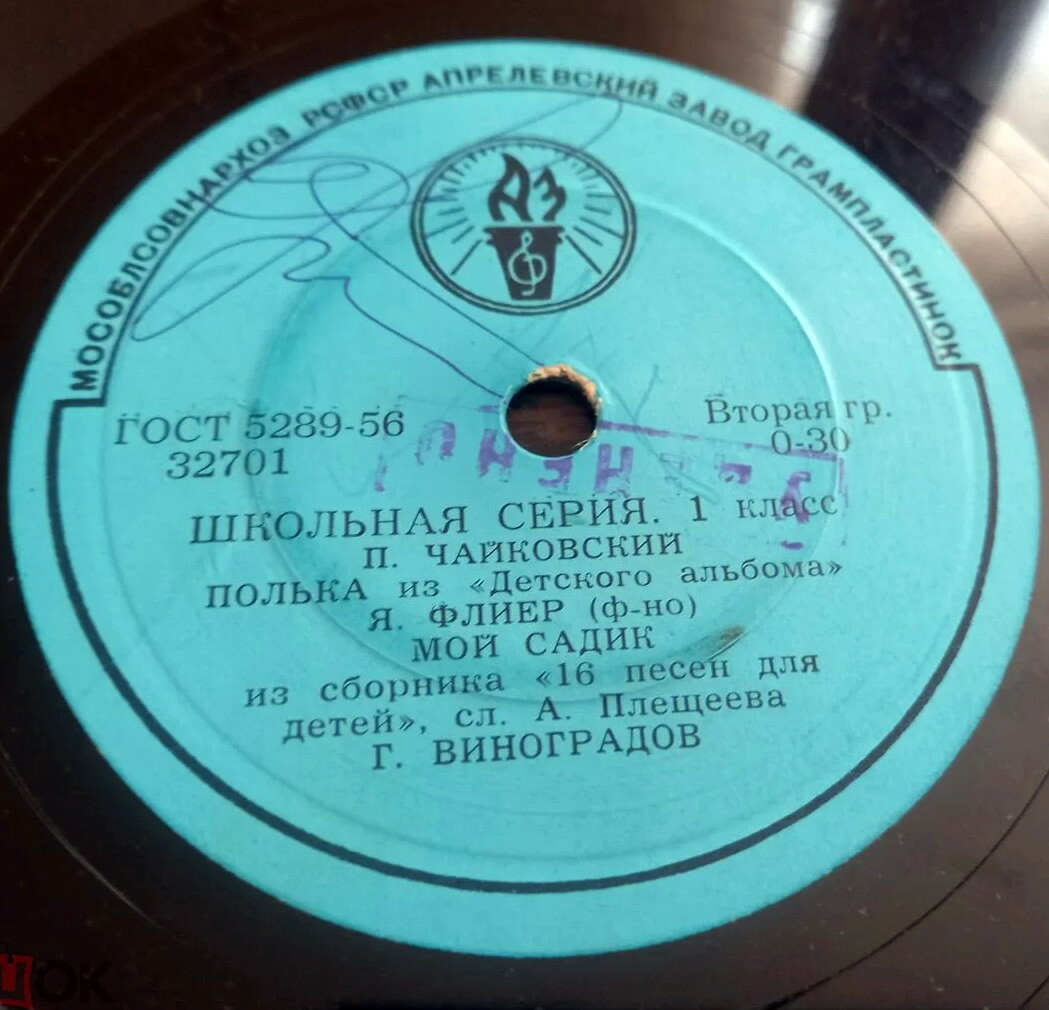 МОСОБЛСОВНАРХОЗ РСФСР АПРЕЛЕВСКИЙ ЗАВОД ГРАМПЛАСТИНОК
АЗ
ГОСТ 5289-56
32701
Вторая гр.
0-30
ШКОЛЬНАЯ СЕРИЯ. 1 класс
П. ЧАЙКОВСКИЙ
ПОЛЬКА из «Детского альбома»
Я. ФЛИЕР (ф-но)
МОЙ САДИК
из сборника «16 песен для
детей», сл. А. Плещеева
Г. ВИНОГРАДОВ